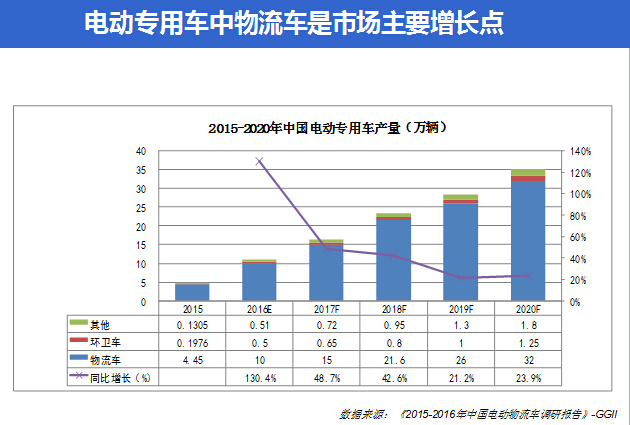 电动专用车中物流车是市场主要增长点
2015-2020年中国电动专用车产量（万辆）
40 140%
35 120%
30 100%
25 80%
20 60%
15 40%
10 20%
5 0%
0
2015 2016E 2017F 2018F 2019F 2020F
其他 0.1305 0.51 0.72 0.95 1.3 1.8
环卫车 0.1976 0.5 0.65 0.8 1 1.25
物流车 4.45 10 15 21.6 26 32
同比增长（%） 130.4% 48.7% 42.6% 21.2% 23.9%
数据来源：《2015-2016年中国电动物流车调研报告》-GGII